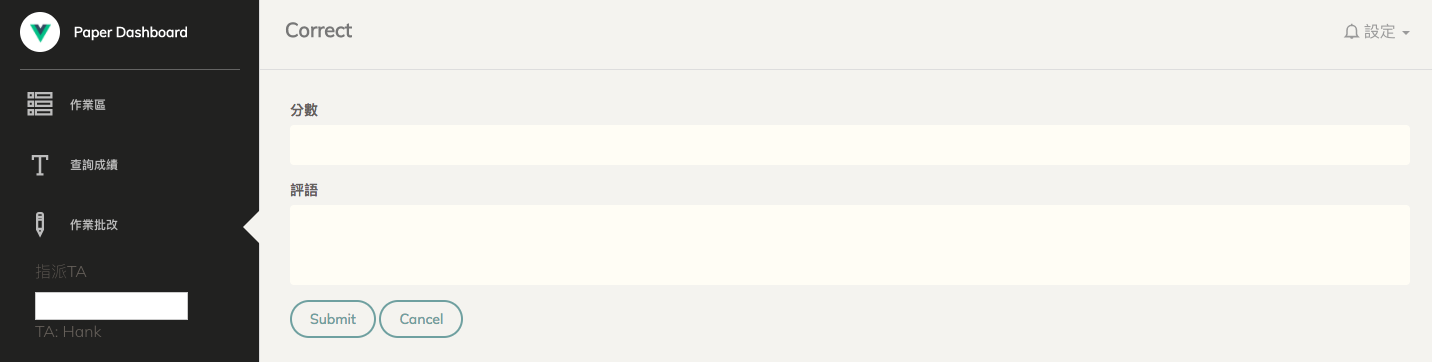 Paper Dashboard
作業區
查詢成績
作業批改
指派TA
TA: Hank
Correct
設定
分數
評語
Submit Cancel